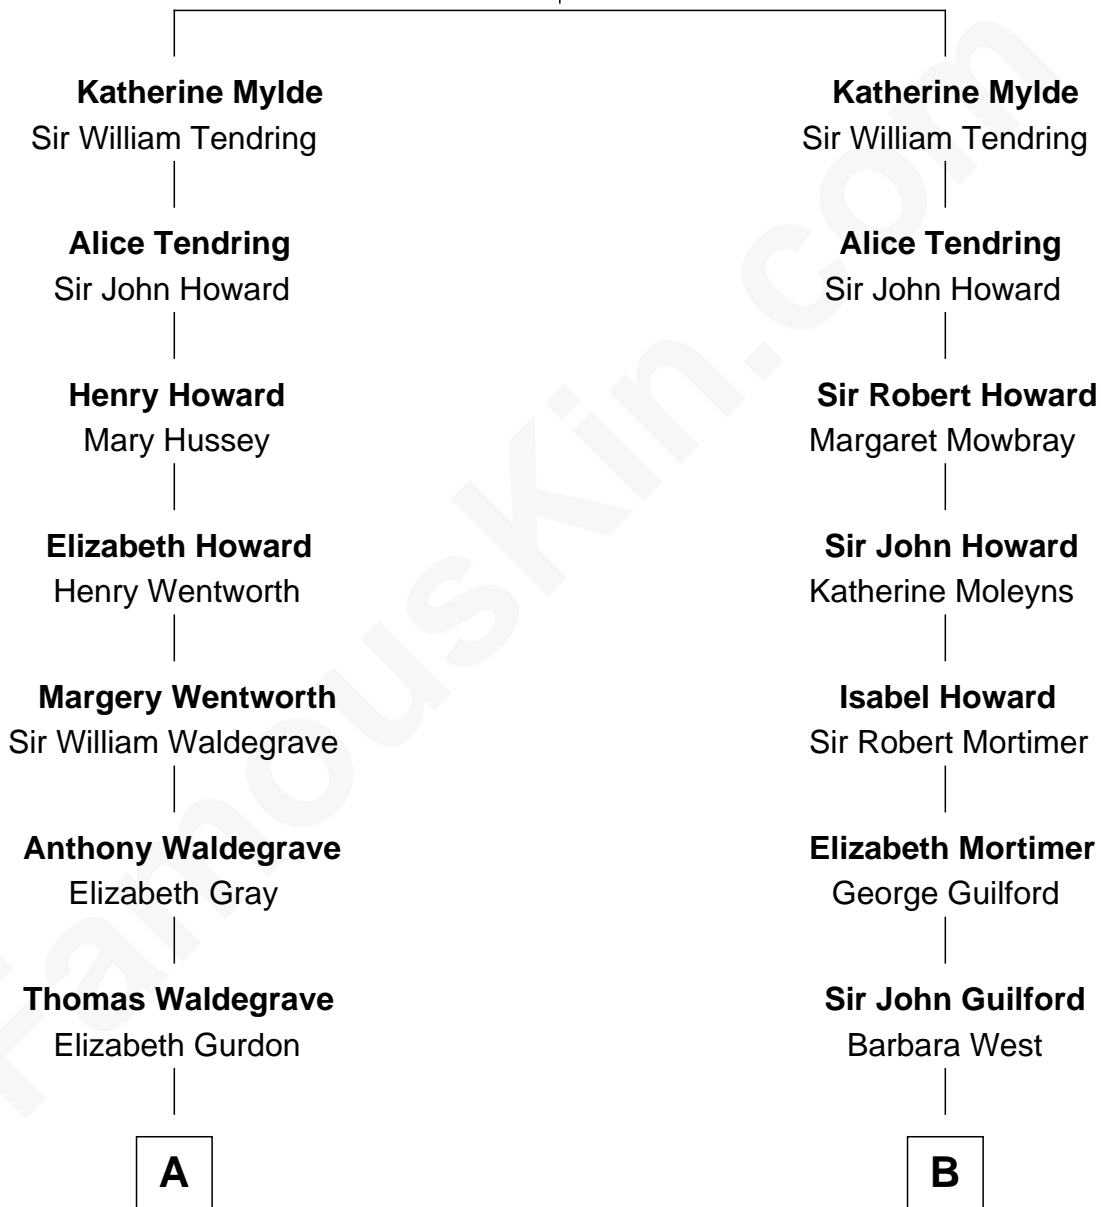 Katherine Mylde
Sir William Tendring
Alice Tendring
Sir John Howard
Henry Howard
Mary Hussey
Elizabeth Howard
Henry Wentworth
Margery Wentworth
Sir William Waldegrave
Anthony Waldegrave
Elizabeth Gray
Thomas Waldegrave
Elizabeth Gurdon
A
Katherine Mylde
Sir William Tendring
Alice Tendring
Sir John Howard
Sir Robert Howard
Margaret Mowbray
Sir John Howard
Katherine Moleyns
Isabel Howard
Sir Robert Mortimer
Elizabeth Mortimer
George Guilford
Sir John Guilford
Barbara West
B
FamousKin.com